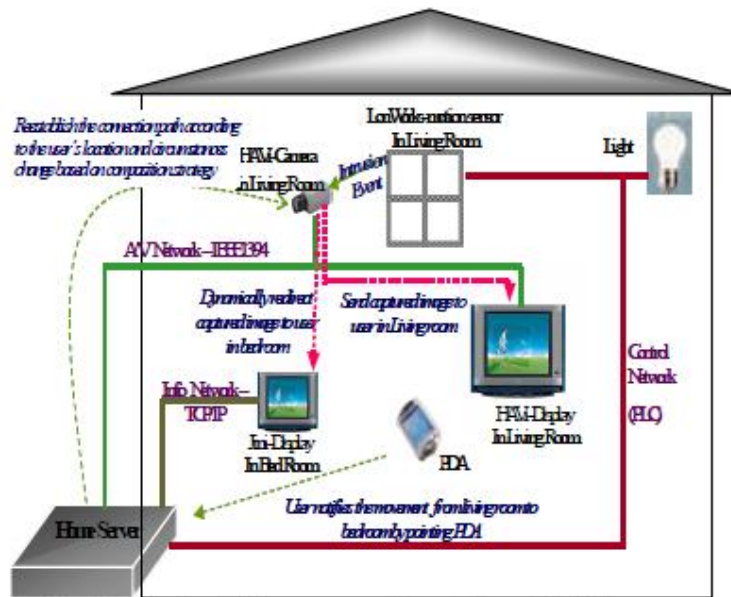 Reestablish the connection path according
to the user's location and circumstances
change based on composition strategy
LonWorks-motion sensor
In Living Room
Light
HAVi-Camera
in Living Room
Intrusion
Event
A/V Network – IEEE1394
Dynamically redirect
captured image to user
in bedroom
Send captured images to
user in Living room
Control
Network
(PLC)
Info Network –
TCP/IP
Jini-Display
In Bed Room
HAVi-Display
In Living Room
PDA
Home Server
User notifies the movement from living room to
bedroom by pointing PDA